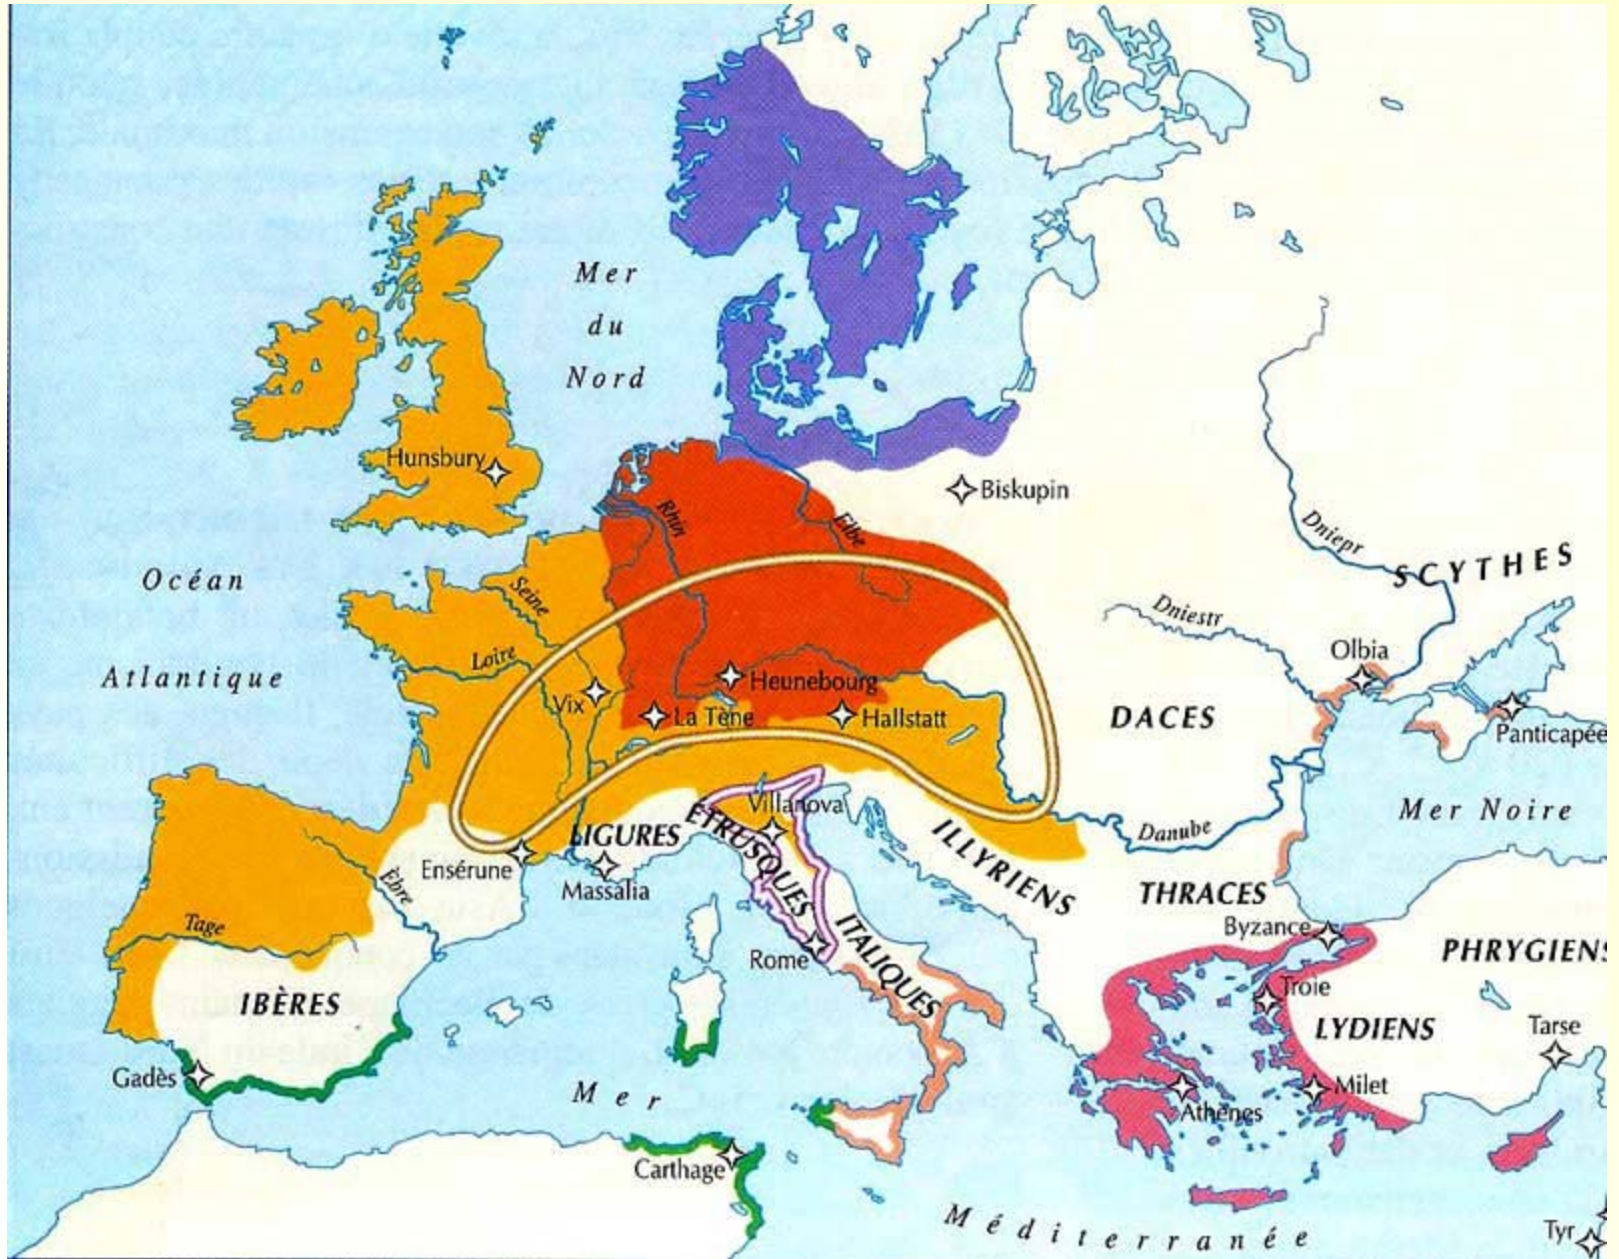 Mer
du
Nord
Hunsbury
Biskupin
Rhin
Elbe
Dniepr
SCYTHES
Océan
Atlantique
Seine
Loire
Dniestr
Olbia
Vix
Heunebourg
La Tène
Hallstatt
DACES
Panticapée
Villanova
Mer Noire
LIGURES
ÉTRUSQUES
ILLYRIENS
Danube
Ensérune
Massalia
Èbre
THRACES
Tage
Byzance
ITALIQUES
Rome
PHRYGIENS
IBÈRES
Troie
LYDIENS
Tarse
Gadès
Mer
Milet
Athènes
Carthage
Méditerranée
Tyr